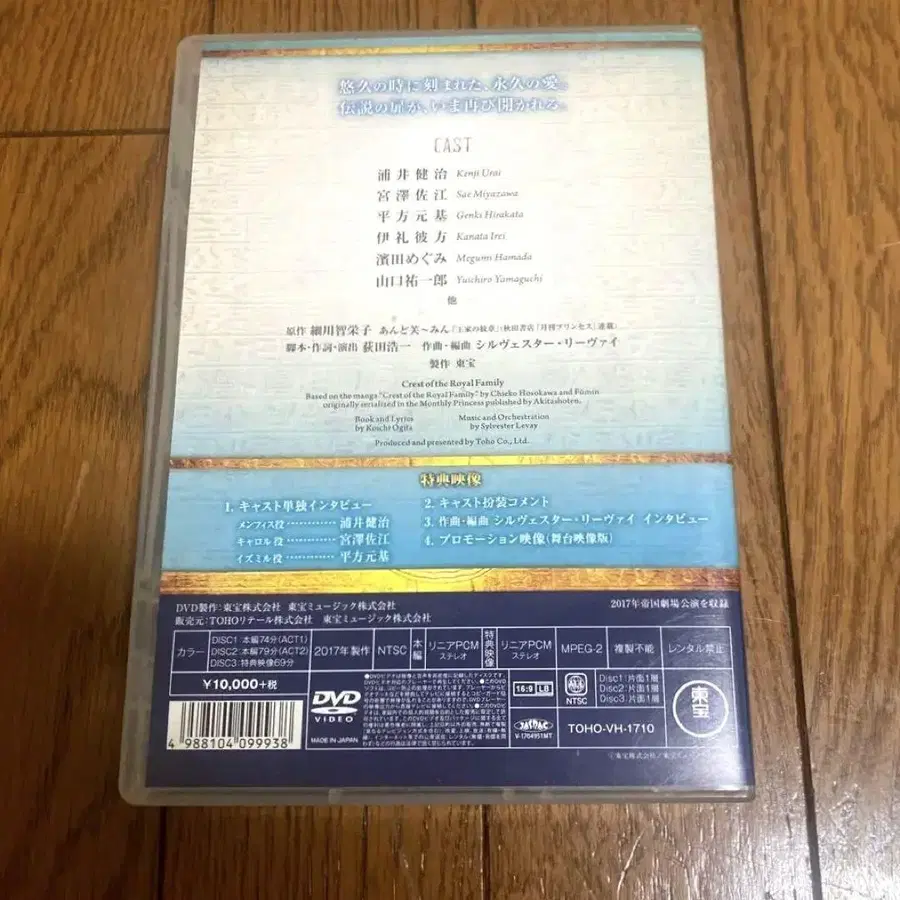 悠久の時に刻まれた、永久の愛。
伝説の扉が、いま再び開かれる。
CAST
浦井健治 Kenji Urai
宮澤佐江 Sae Miyazawa
平方元基 Genki Hirakata
伊礼彼方 Kanata Irei
濱田めぐみ Megumi Hamada
山口祐一郎 Yuichiro Yamaguchi
他
原作 細川智栄子 あんど芙〜みん『王家の紋章』(秋田書店「月刊プリンセス」連載)
脚本・作詞・演出 荻田浩一 作曲・編曲 シルヴェスター・リーヴァイ
製作 東宝
Crest of the Royal Family
Based on the manga "Crest of the Royal Family" by Chieko Hosokawa and Fumin
originally serialized in the Monthly Princess published by Akitashoten.
Book and Lyrics Music and Orchestration
by Koichi Ogita by Sylvester Levay
Produced and presented by Toho Co., Ltd.
特典映像
1. キャスト単独インタビュー
メンフィス役…………浦井健治
キャロル役…………宮澤佐江
イズミル役…………平方元基
2. キャスト扮装コメント
3. 作曲・編曲 シルヴェスター・リーヴァイ インタビュー
4. プロモーション映像(舞台映像版)
DVD製作:東宝株式会社 東宝ミュージック株式会社
販売元:TOHOリテール株式会社 東宝ミュージック株式会社
2017年帝国劇場公演を収録
カラー
DISC1:本編74分(ACT1)
DISC2:本編79分(ACT2)
DISC3:特典映像69分
2017年製作
NTSC
本編
リニアPCM
ステレオ
特典映像
リニアPCM
ステレオ
MPEG-2
複製不能
レンタル禁止
¥10,000+税
4 988104 099938
DVD
VIDEO
MADE IN JAPAN
16:9 LB
NTSC
Disc1:片面1層
Disc2:片面1層
Disc3:片面1層
JASRAC
V-1704951MT
TOHO-VH-1710
東宝